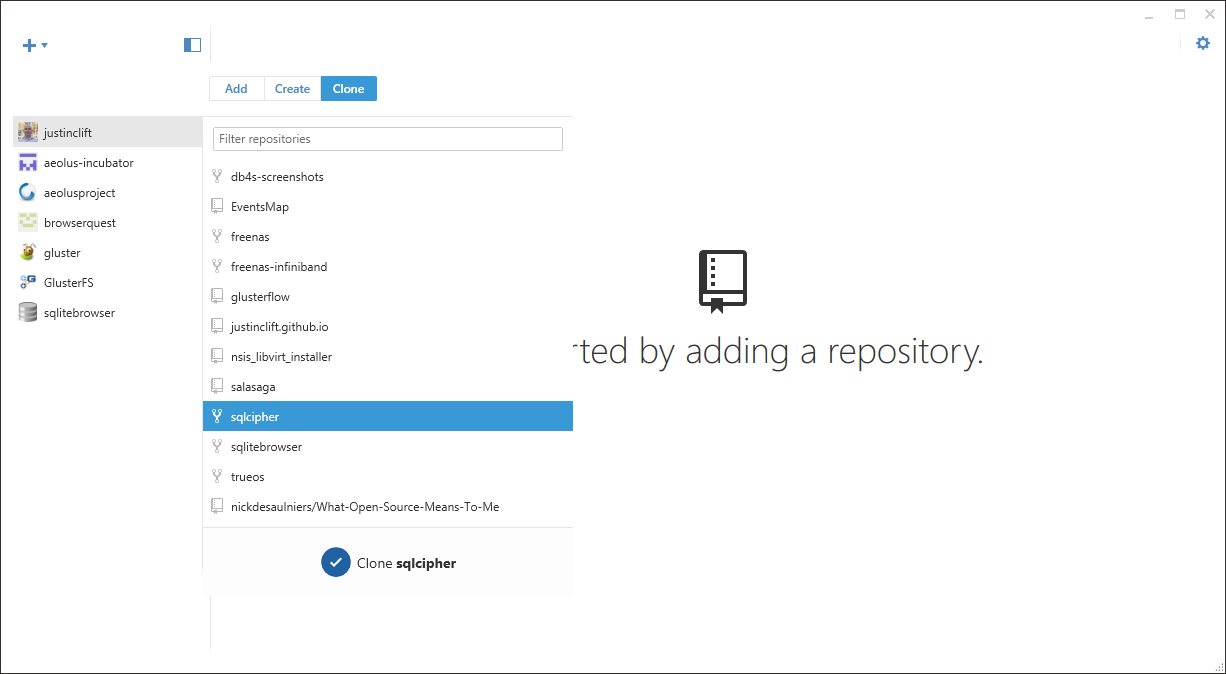 Add
Create
Clone
justinclift
aeolus-incubator
aeolusproject
browserquest
gluster
GlusterFS
sqlitebrowser
Filter repositories
db4s-screenshots
EventsMap
freenas
freenas-infiniband
glusterflow
justinclift.github.io
nsis_libvirt_installer
salasaga
sqlcipher
sqlitebrowser
trueos
nickdesaulniers/What-Open-Source-Means-To-Me
Clone sqlcipher
rted by adding a repository.